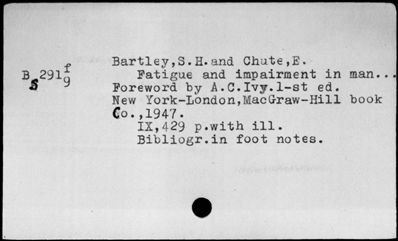 Bartley,S.H.and Chute,E.
B 291 f/9
S
Fatigue and impairment in man...
Foreword by A.C.Ivy.1-st ed.
New York-London,MacGraw-Hill book
Co.,1947.
IX,429 p.with ill.
Bibliogr.in foot notes.